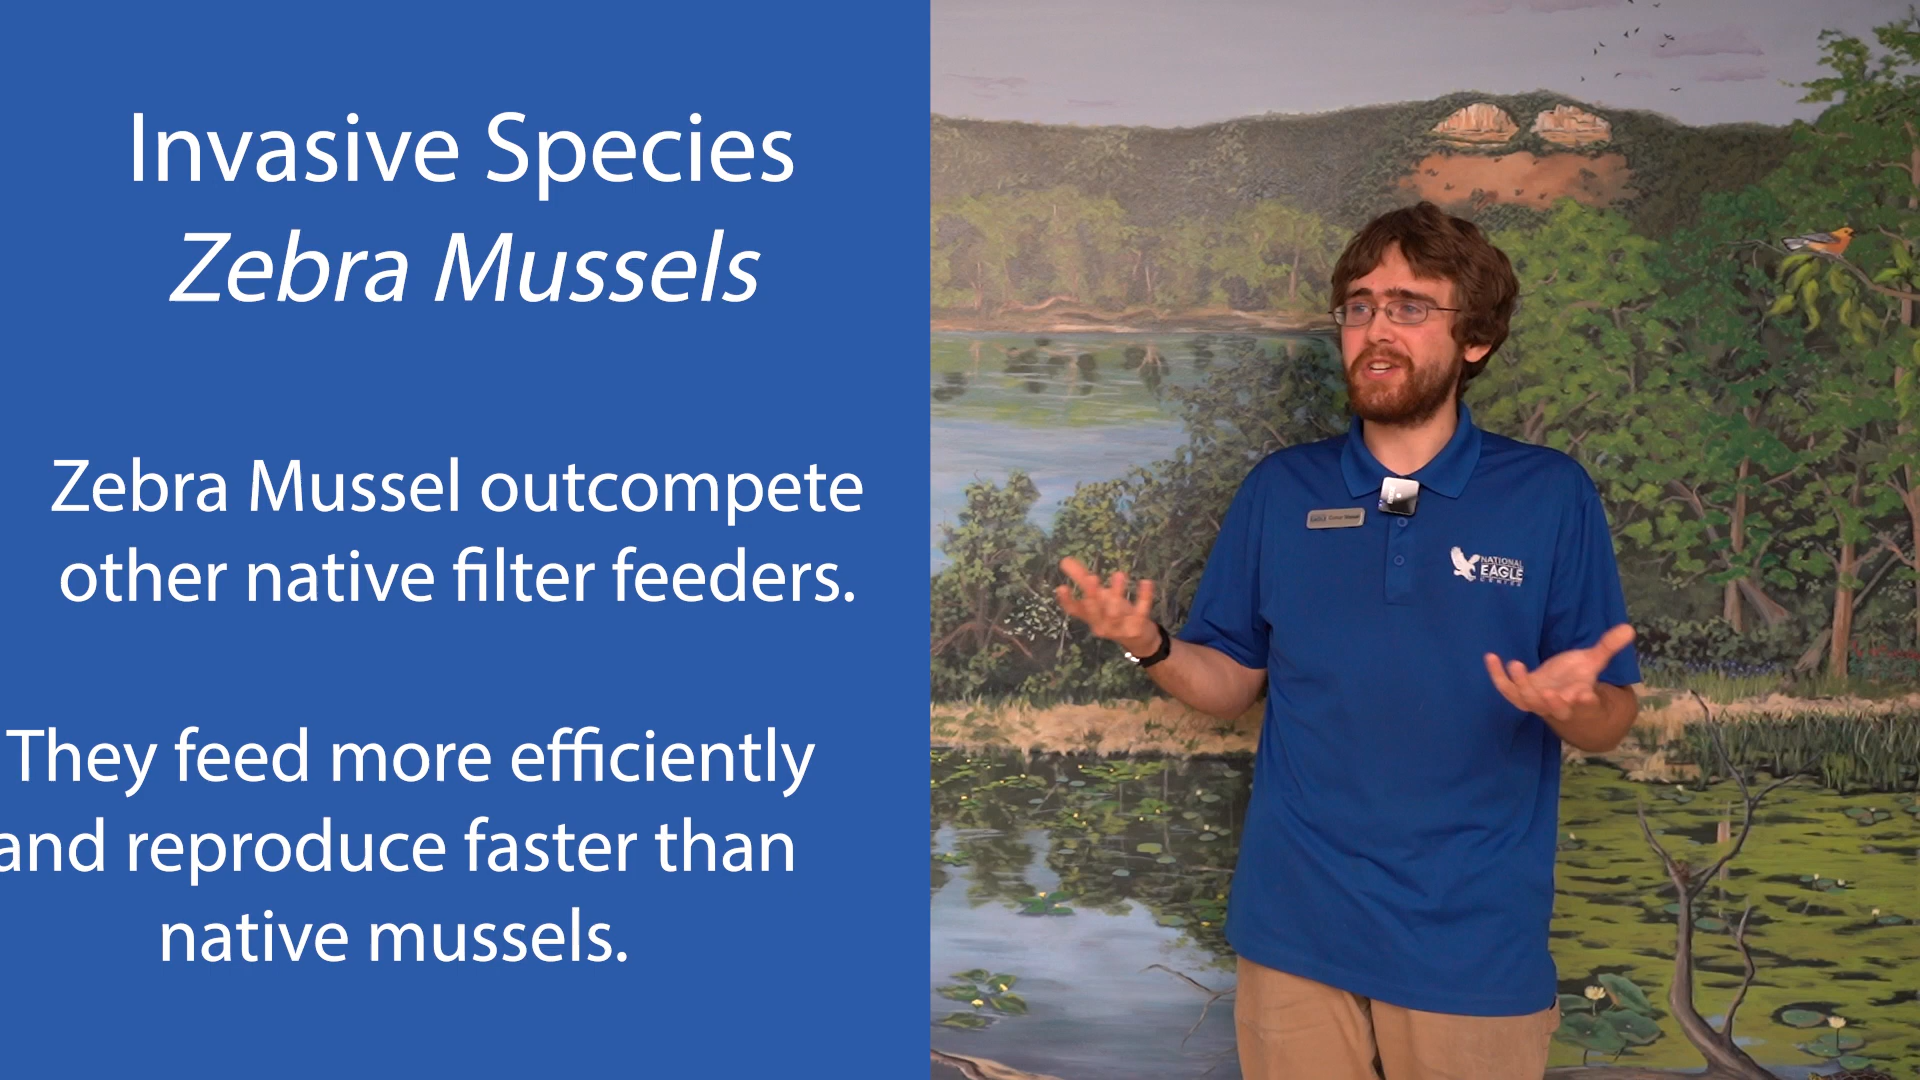 Invasive Species
Zebra Mussels
Zebra Mussel outcompete
other native filter feeders.
They feed more efficiently
and reproduce faster than
native mussels.
NATIONAL
EAGLE
CENTER